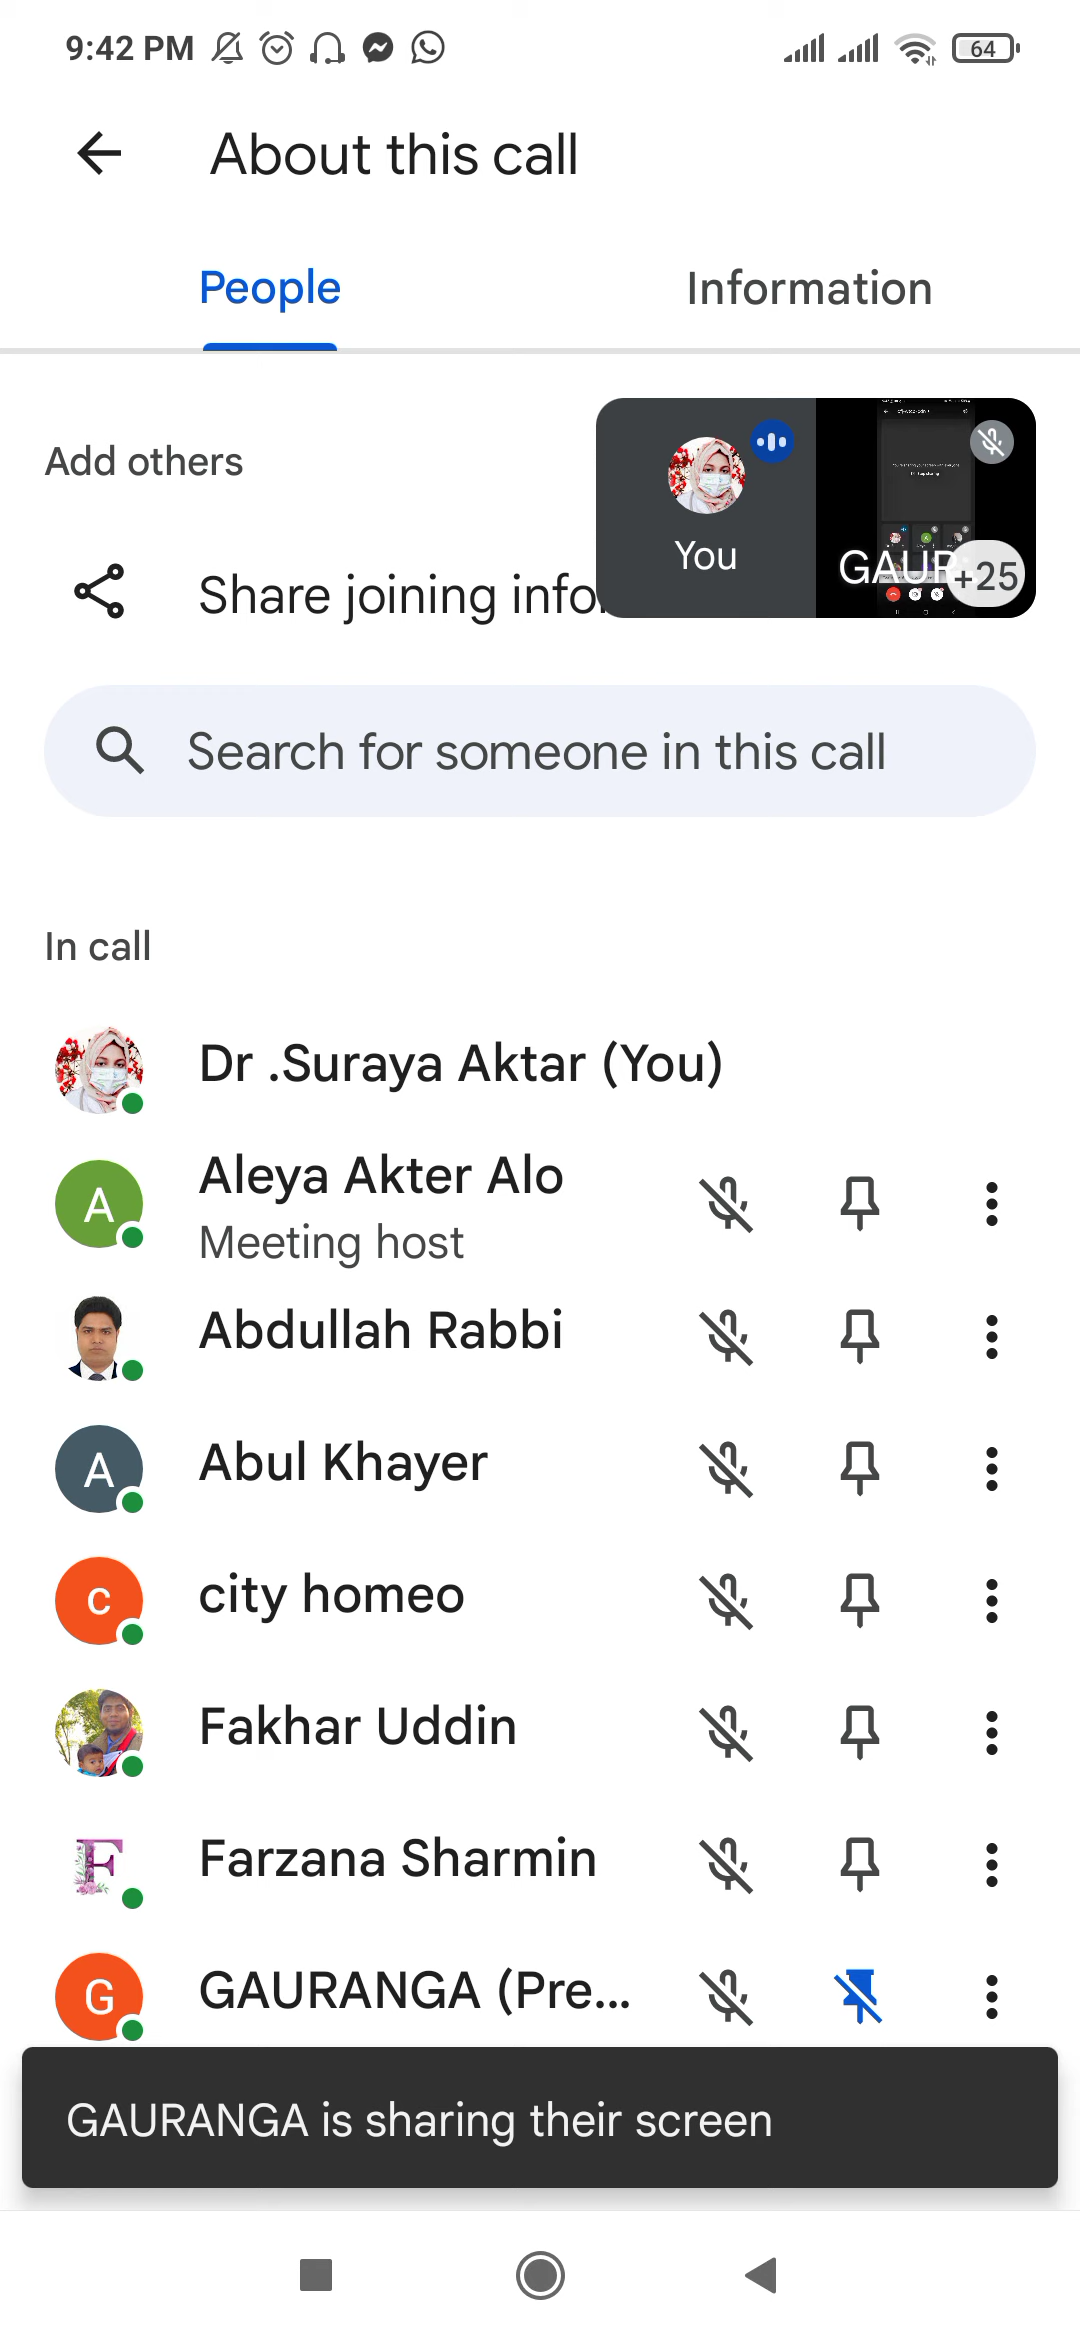 9:42 PM
64
About this call
People
Information
Add others
You
GAUR
+25
Share joining info
Search for someone in this call
In call
Dr .Suraya Aktar (You)
A
Aleya Akter Alo
Meeting host
Abdullah Rabbi
A
Abul Khayer
c
city homeo
Fakhar Uddin
F
Farzana Sharmin
G
GAURANGA (Pre...
GAURANGA is sharing their screen